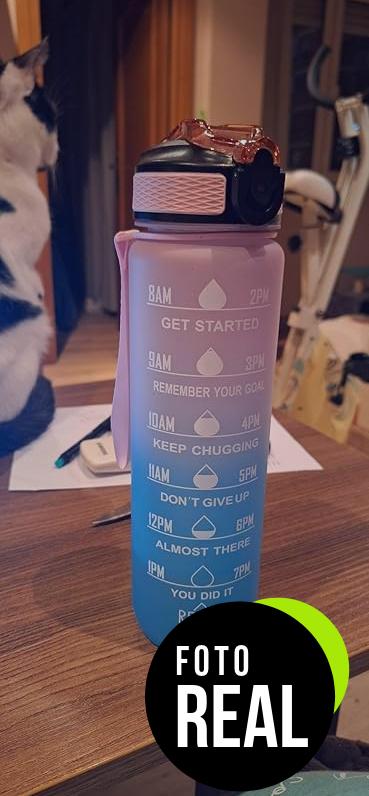 8AM 2PM
GET STARTED
9AM 3PM
REMEMBER YOUR GOAL
10AM 4PM
KEEP CHUGGING
11AM 5PM
DON'T GIVE UP
12PM 6PM
ALMOST THERE
1PM 7PM
YOU DID IT
FOTO
REAL